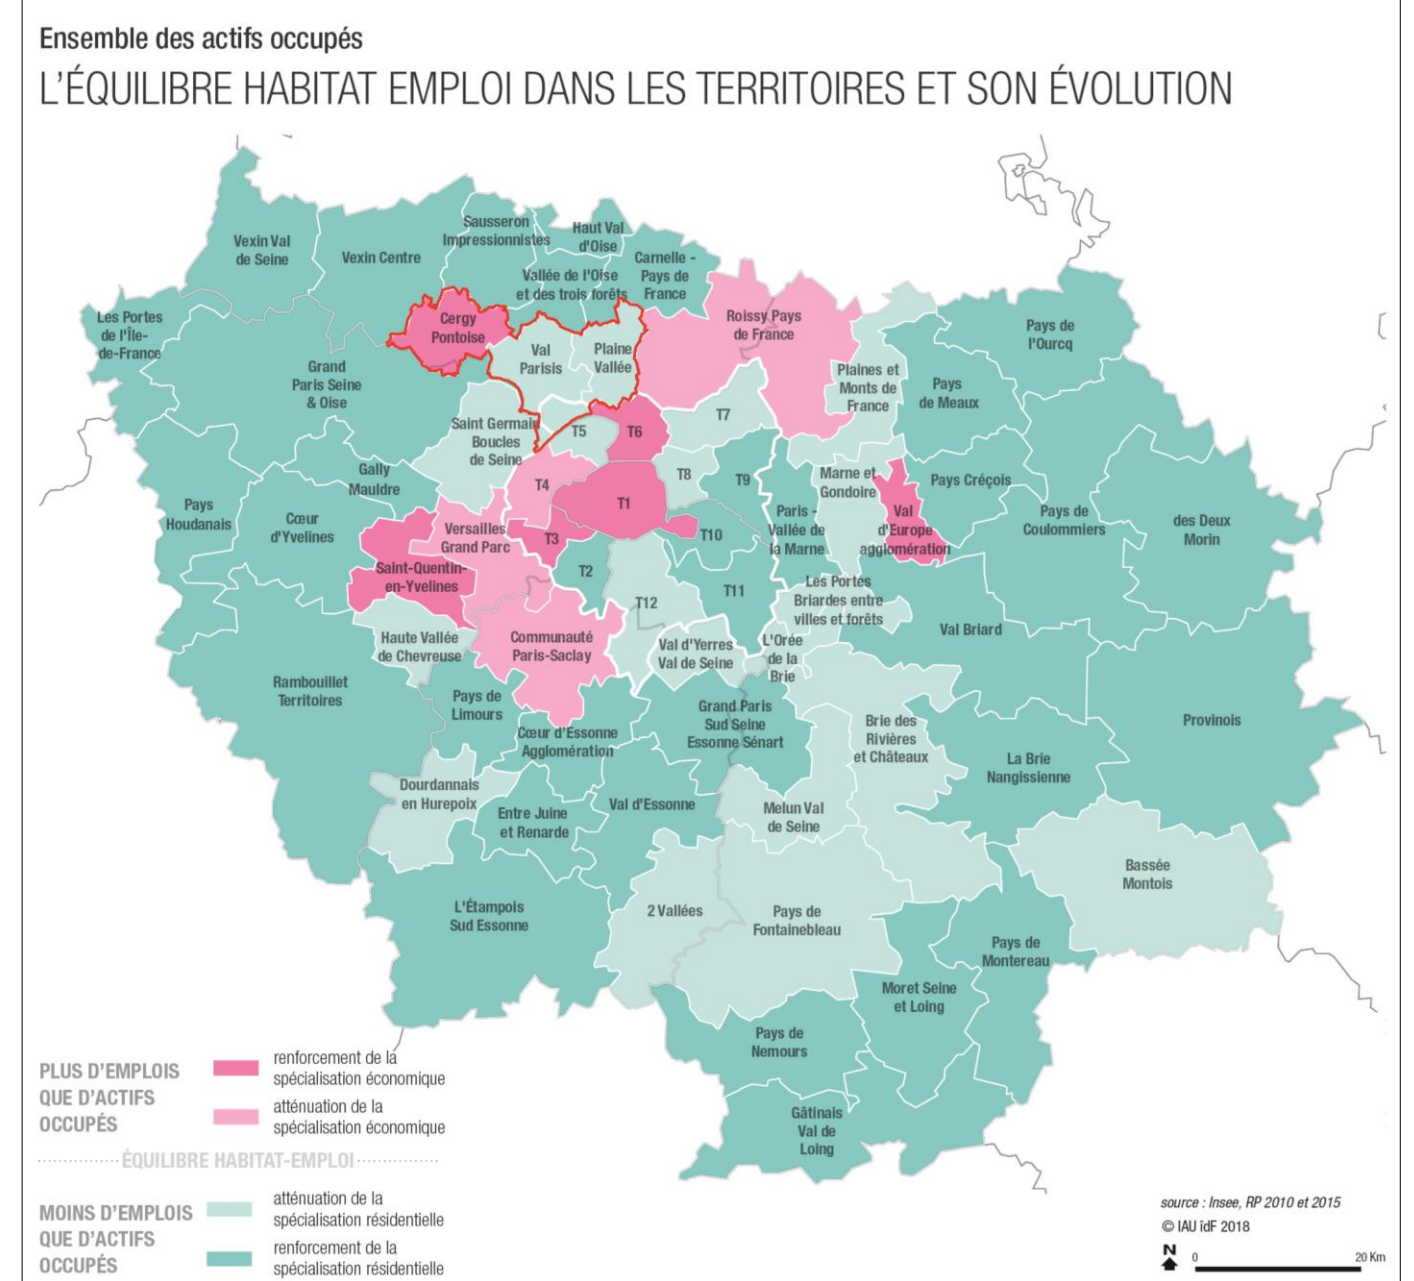 Ensemble des actifs occupés
L'ÉQUILIBRE HABITAT EMPLOI DANS LES TERRITOIRES ET SON ÉVOLUTION
Vexin Val
de Seine
Vexin Centre
Sausseron
Impressionnistes
Haut Val
d'Oise
Vallée de l'Oise
et des trois forêts
Carnelle -
Pays de
France
Les Portes
de l'Île-
de-France
Cergy
Pontoise
Val
Parisis
Plaine
Vallée
Roissy Pays
de France
Pays de
l'Ourcq
Grand
Paris Seine
& Oise
Plaines et
Monts de
France
Pays
de Meaux
Saint Germain
Boucles
de Seine
T5
T6
T7
Gally
Mauldre
T4
T8
T9
Marne et
Gondoire
Pays Créçois
Pays
Houdanais
Cœur
d'Yvelines
Versailles
Grand Parc
T3
T1
T10
Paris -
Vallée de
la Marne
Val
d'Europe
agglomération
Pays de
Coulommiers
des Deux
Morin
Saint-Quentin-
en-Yvelines
T2
T11
T12
Les Portes
Briardes entre
villes et forêts
Haute Vallée
de Chevreuse
Communauté
Paris-Saclay
Val d'Yerres
Val de Seine
L'Orée
de la
Brie
Val Briard
Rambouillet
Territoires
Pays de
Limours
Cœur d'Essonne
Agglomération
Grand Paris
Sud Seine
Essonne Sénart
Brie des
Rivières
et Châteaux
Provinois
La Brie
Nangissienne
Dourdannais
en Hurepoix
Entre Juine
et Renarde
Val d'Essonne
Melun Val
de Seine
Bassée
Montois
L'Étampois
Sud Essonne
2 Vallées
Pays de
Fontainebleau
Pays de
Montereau
Moret Seine
et Loing
Pays de
Nemours
Gâtinais
Val de
Loing
PLUS D'EMPLOIS
QUE D'ACTIFS
OCCUPÉS
renforcement de la
spécialisation économique
atténuation de la
spécialisation économique
ÉQUILIBRE HABITAT-EMPLOI
MOINS D'EMPLOIS
QUE D'ACTIFS
OCCUPÉS
atténuation de la
spécialisation résidentielle
renforcement de la
spécialisation résidentielle
source : Insee, RP 2010 et 2015
© IAU îdF 2018
N
0 20 Km